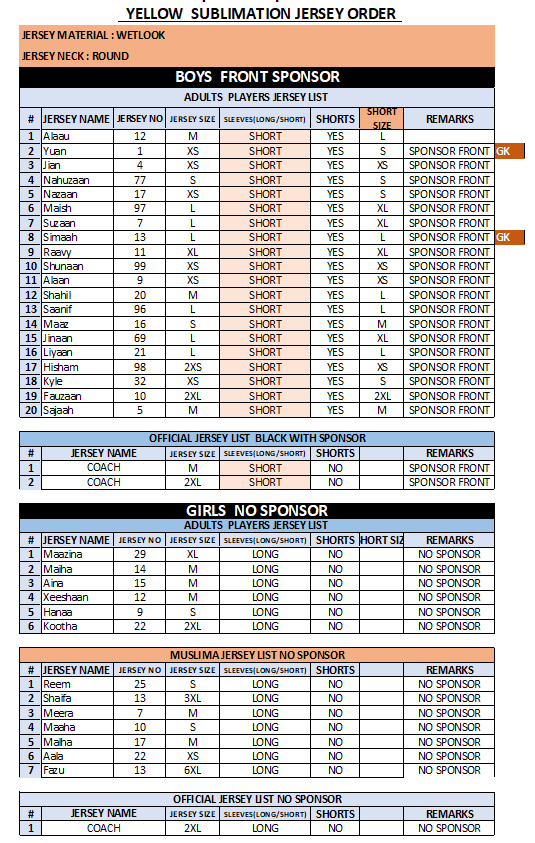 YELLOW SUBLIMATION JERSEY ORDER
JERSEY MATERIAL : WETLOOK
JERSEY NECK : ROUND
BOYS FRONT SPONSOR
ADULTS PLAYERS JERSEY LIST
# JERSEY NAME JERSEY NO JERSEY SIZE SLEEVES(LONG/SHORT) SHORTS SHORT SIZE REMARKS
1 Alaau 12 M SHORT YES L
2 Yuan 1 XS SHORT YES S SPONSOR FRONT GK
3 Jian 4 XS SHORT YES XS SPONSOR FRONT
4 Nahuzaan 77 S SHORT YES S SPONSOR FRONT
5 Nazaan 17 XS SHORT YES S SPONSOR FRONT
6 Maish 97 L SHORT YES XL SPONSOR FRONT
7 Suzaan 7 L SHORT YES XL SPONSOR FRONT
8 Simaah 13 L SHORT YES L SPONSOR FRONT GK
9 Raavy 11 XL SHORT YES XL SPONSOR FRONT
10 Shunaan 99 XS SHORT YES XS SPONSOR FRONT
11 Alaan 9 XS SHORT YES XS SPONSOR FRONT
12 Shahil 20 M SHORT YES L SPONSOR FRONT
13 Saanif 96 L SHORT YES L SPONSOR FRONT
14 Maaz 16 S SHORT YES M SPONSOR FRONT
15 Jinaan 69 L SHORT YES XL SPONSOR FRONT
16 Liyaan 21 L SHORT YES L SPONSOR FRONT
17 Hisham 98 2XS SHORT YES XS SPONSOR FRONT
18 Kyle 32 XS SHORT YES S SPONSOR FRONT
19 Fauzaan 10 2XL SHORT YES 2XL SPONSOR FRONT
20 Sajaah 5 M SHORT YES M SPONSOR FRONT
OFFICIAL JERSEY LIST BLACK WITH SPONSOR
# JERSEY NAME JERSEY SIZE SLEEVES(LONG/SHORT) SHORTS REMARKS
1 COACH M SHORT NO SPONSOR FRONT
2 COACH 2XL SHORT NO SPONSOR FRONT
GIRLS NO SPONSOR
ADULTS PLAYERS JERSEY LIST
# JERSEY NAME JERSEY NO JERSEY SIZE SLEEVES(LONG/SHORT) SHORTS HORT SIZ REMARKS
1 Maazina 29 XL LONG NO NO SPONSOR
2 Maiha 14 M LONG NO NO SPONSOR
3 Aina 15 M LONG NO NO SPONSOR
4 Xeeshaan 12 M LONG NO NO SPONSOR
5 Hanaa 9 S LONG NO NO SPONSOR
6 Kootha 22 2XL LONG NO NO SPONSOR
MUSLIMA JERSEY LIST NO SPONSOR
# JERSEY NAME JERSEY NO JERSEY SIZE SLEEVES(LONG/SHORT) SHORTS REMARKS
1 Reem 25 S LONG NO NO SPONSOR
2 Shaifa 13 3XL LONG NO NO SPONSOR
3 Meera 7 M LONG NO NO SPONSOR
4 Maaha 10 S LONG NO NO SPONSOR
5 Malha 17 M LONG NO NO SPONSOR
6 Aala 22 XS LONG NO NO SPONSOR
7 Fazu 13 6XL LONG NO NO SPONSOR
OFFICIAL JERSEY LIST NO SPONSOR
# JERSEY NAME JERSEY SIZE SLEEVES(LONG/SHORT) SHORTS REMARKS
1 COACH 2XL LONG NO NO SPONSOR